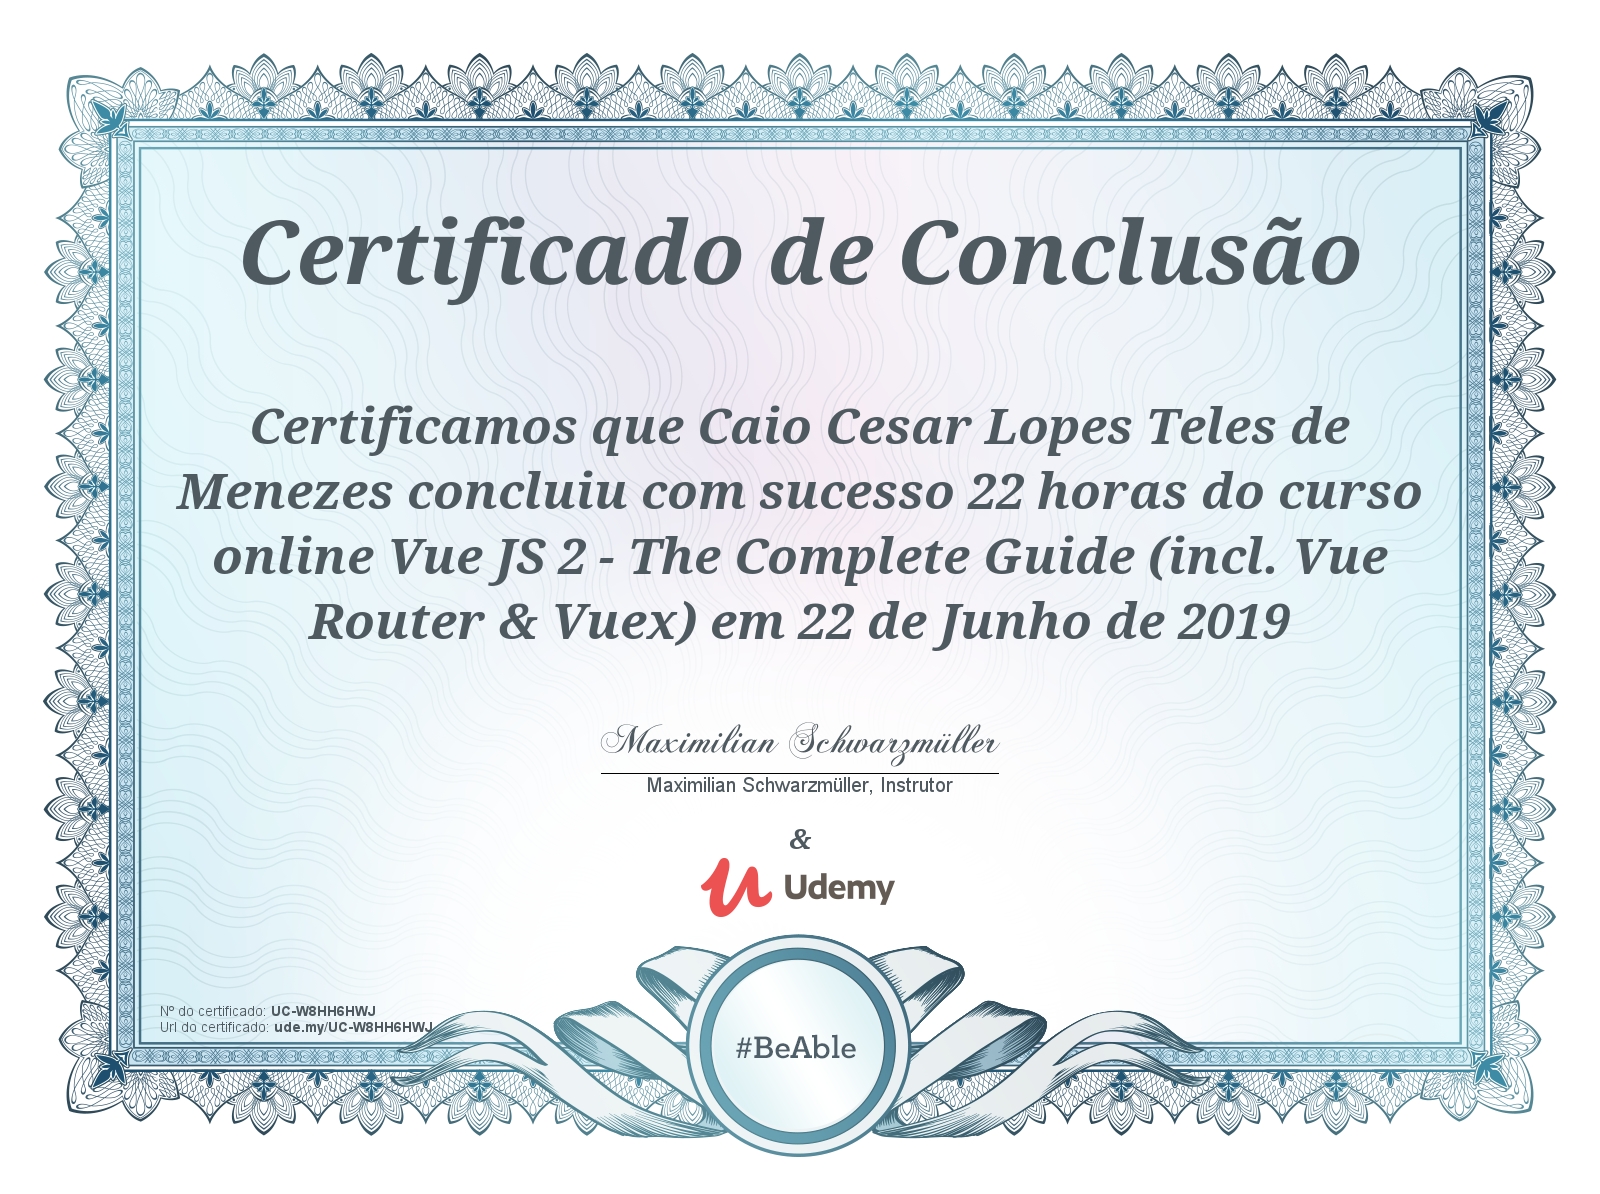 Certificado de Conclusão
Certificamos que Caio Cesar Lopes Teles de
Menezes concluiu com sucesso 22 horas do curso
online Vue JS 2 - The Complete Guide (incl. Vue
Router & Vuex) em 22 de Junho de 2019
Maximilian Schwarzmüller
Maximilian Schwarzmüller, Instrutor
&
Udemy
Nº do certificado: UC-W8HH6HWJ
Url do certificado: ude.my/UC-W8HH6HWJ
#BeAble